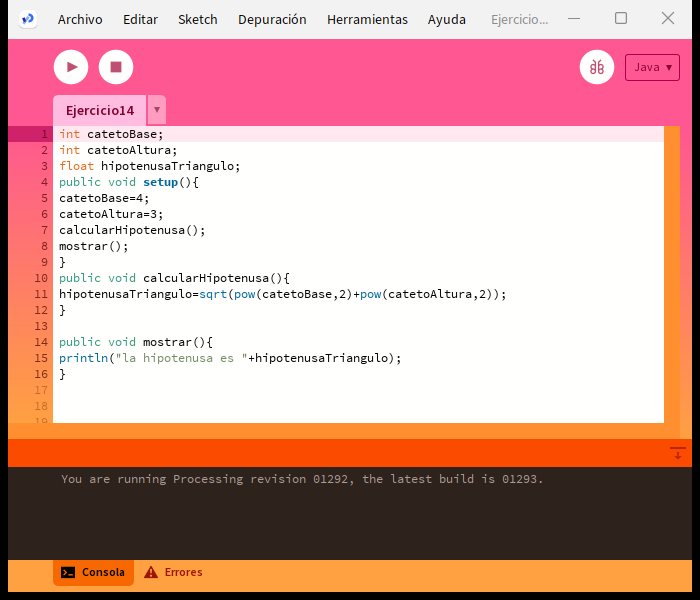 Archivo Editar Sketch Depuración Herramientas Ayuda Ejercicio...
Java ▾
Ejercicio14 ▾
1 int catetoBase;
2 int catetoAltura;
3 float hipotenusaTriangulo;
4 public void setup(){
5 catetoBase=4;
6 catetoAltura=3;
7 calcularHipotenusa();
8 mostrar();
9 }
10 public void calcularHipotenusa(){
11 hipotenusaTriangulo=sqrt(pow(catetoBase,2)+pow(catetoAltura,2));
12 }
13
14 public void mostrar(){
15 println("la hipotenusa es "+hipotenusaTriangulo);
16 }
17
18
19
You are running Processing revision 01292, the latest build is 01293.
Consola Errores